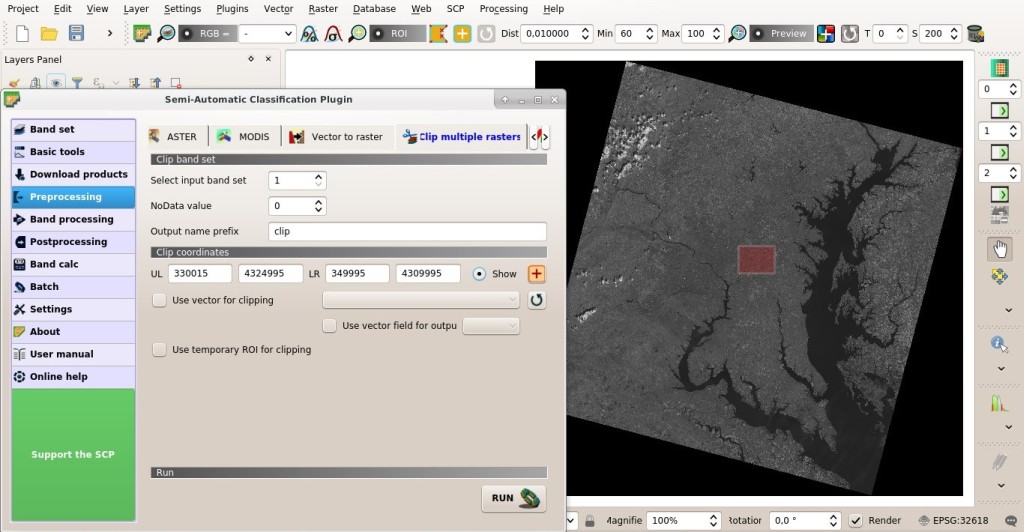 Project Edit View Layer Settings Plugins Vector Raster Database Web SCP Processing Help
RGB = - ROI Dist 0,010000 Min 60 Max 100 Preview T 0 S 200
Layers Panel
Semi-Automatic Classification Plugin
Band set
Basic tools
Download products
Preprocessing
Band processing
Postprocessing
Band calc
Batch
Settings
About
User manual
Online help
Support the SCP
ASTER MODIS Vector to raster Clip multiple rasters
Clip band set
Select input band set 1
NoData value 0
Output name prefix clip
Clip coordinates
UL 330015 4324995 LR 349995 4309995 Show
Use vector for clipping
Use vector field for outpu
Use temporary ROI for clipping
Run
RUN
0
1
2
Magnifie 100% Rotatior 0,0 ° Render EPSG:32618